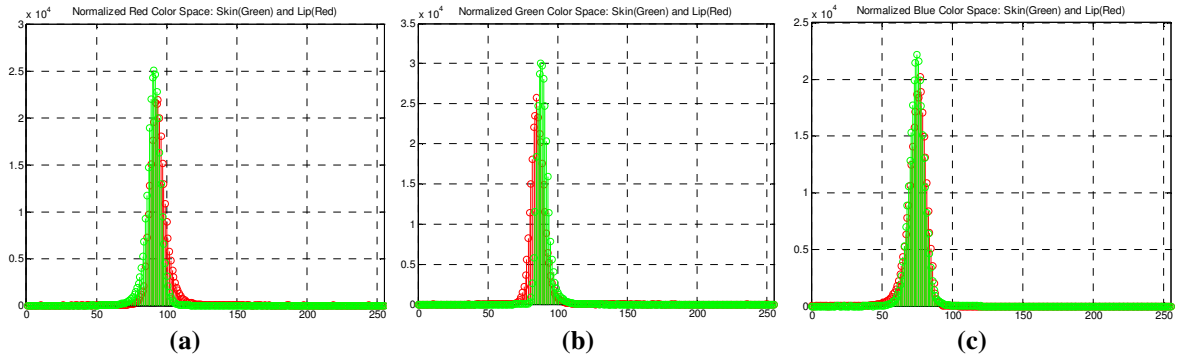 Normalized Red Color Space: Skin(Green) and Lip(Red)
x 10^4
3
2.5
2
1.5
1
0.5
0
0 50 100 150 200 250
(a)
Normalized Green Color Space: Skin(Green) and Lip(Red)
x 10^4
3.5
3
2.5
2
1.5
1
0.5
0
0 50 100 150 200 250
(b)
Normalized Blue Color Space: Skin(Green) and Lip(Red)
x 10^4
2.5
2
1.5
1
0.5
0
0 50 100 150 200 250
(c)